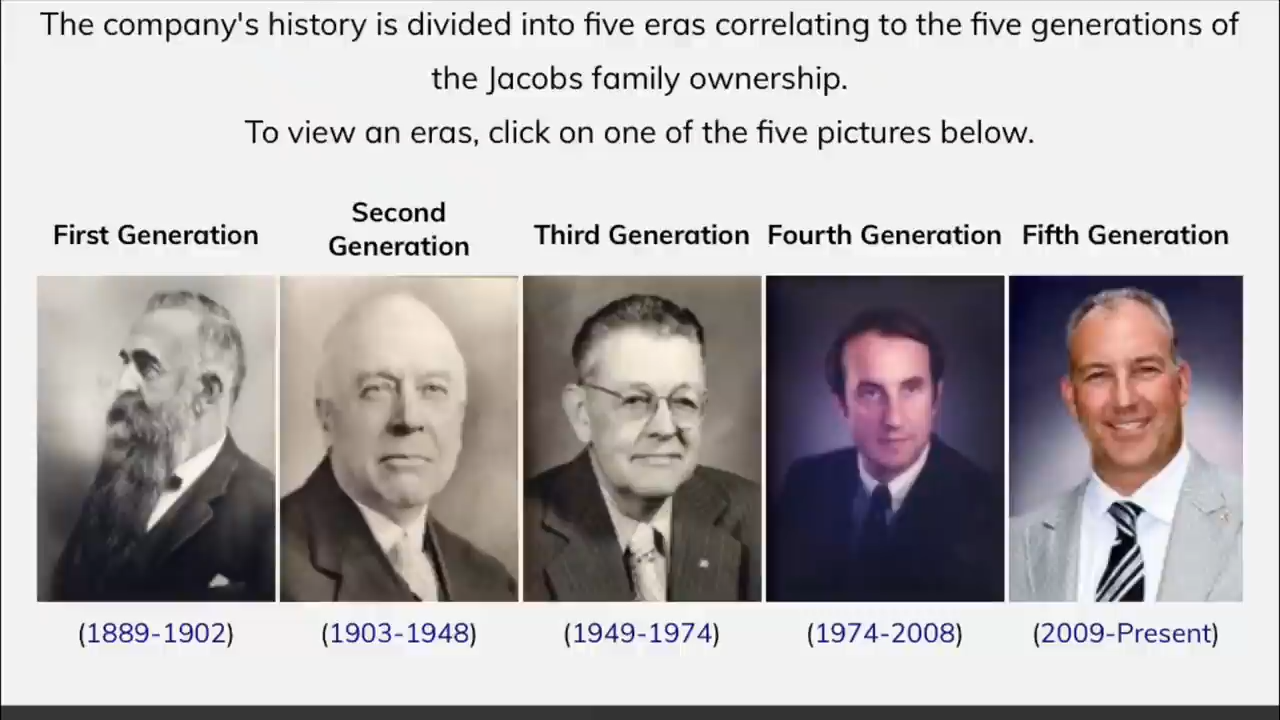 The company's history is divided into five eras correlating to the five generations of
the Jacobs family ownership.
To view an eras, click on one of the five pictures below.
First Generation
Second
Generation
Third Generation
Fourth Generation
Fifth Generation
(1889-1902)
(1903-1948)
(1949-1974)
(1974-2008)
(2009-Present)